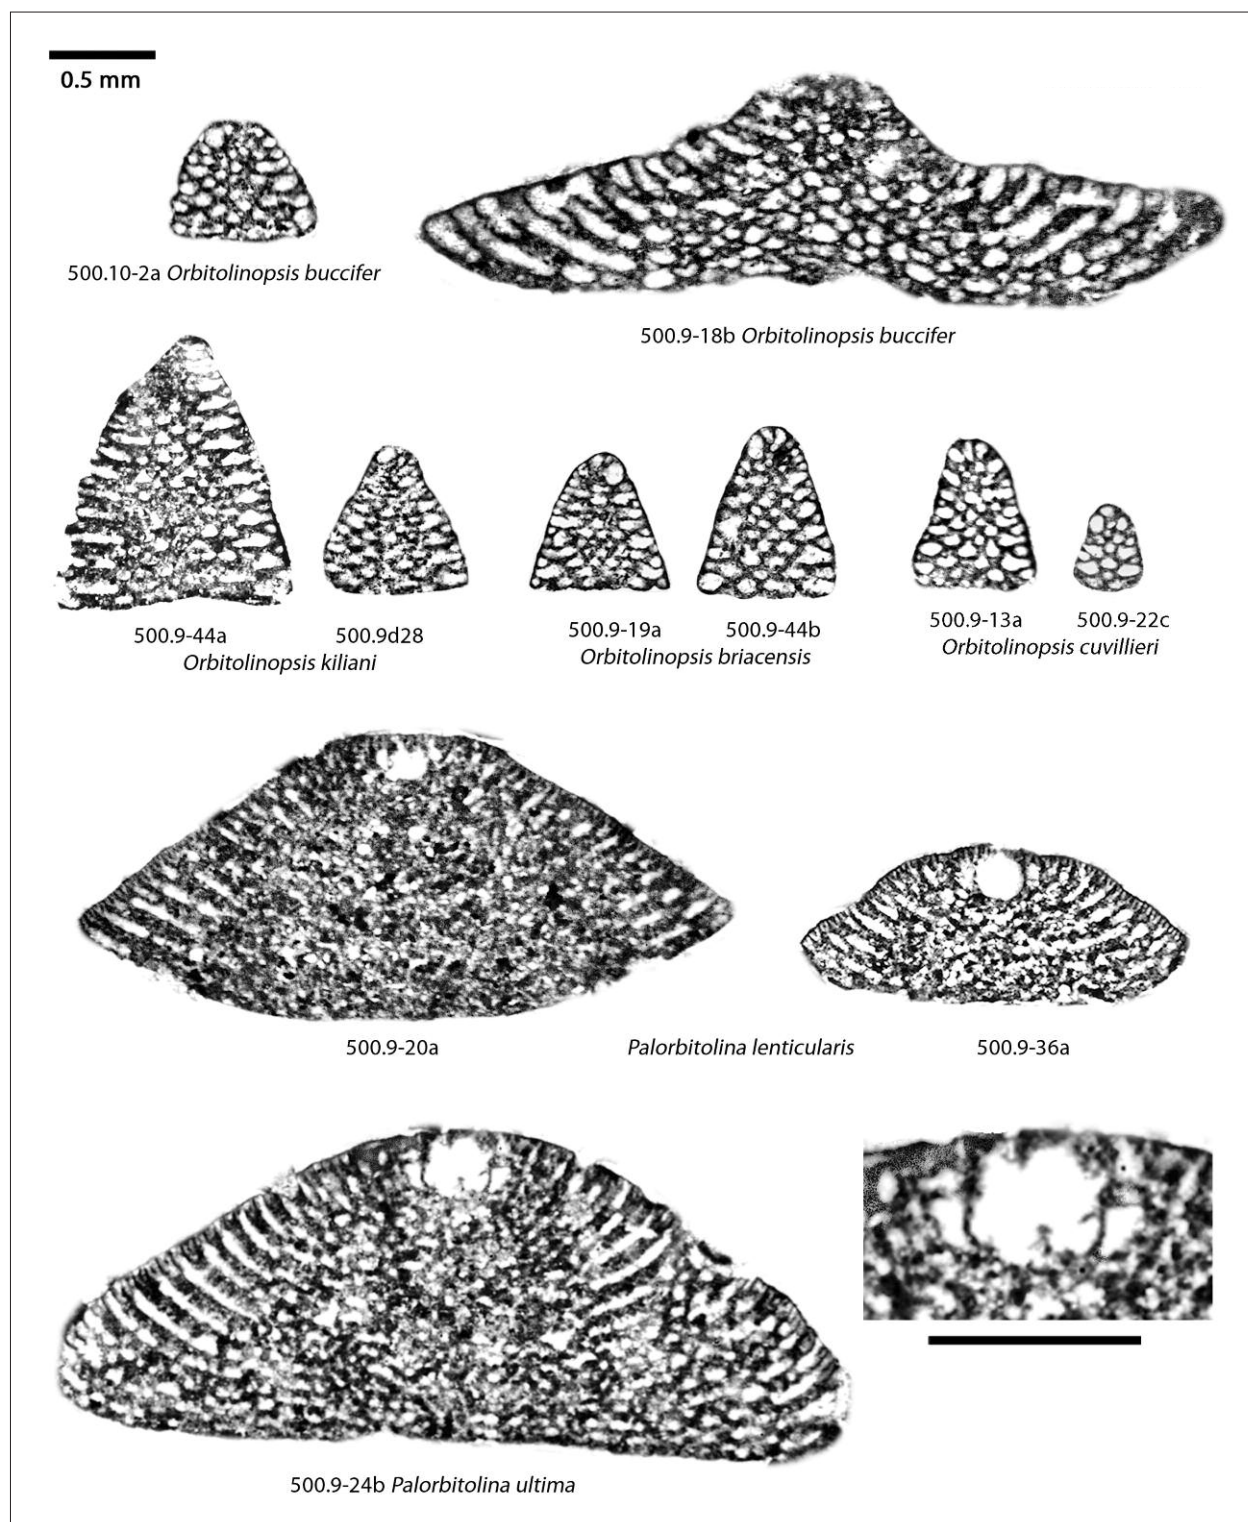 0.5 mm
500.10-2a Orbitolinopsis buccifer
500.9-18b Orbitolinopsis buccifer
500.9-44a 500.9d28 500.9-19a 500.9-44b 500.9-13a 500.9-22c
Orbitolinopsis kiliani Orbitolinopsis briacensis Orbitolinopsis cuvillieri
500.9-20a Palorbitolina lenticularis 500.9-36a
500.9-24b Palorbitolina ultima